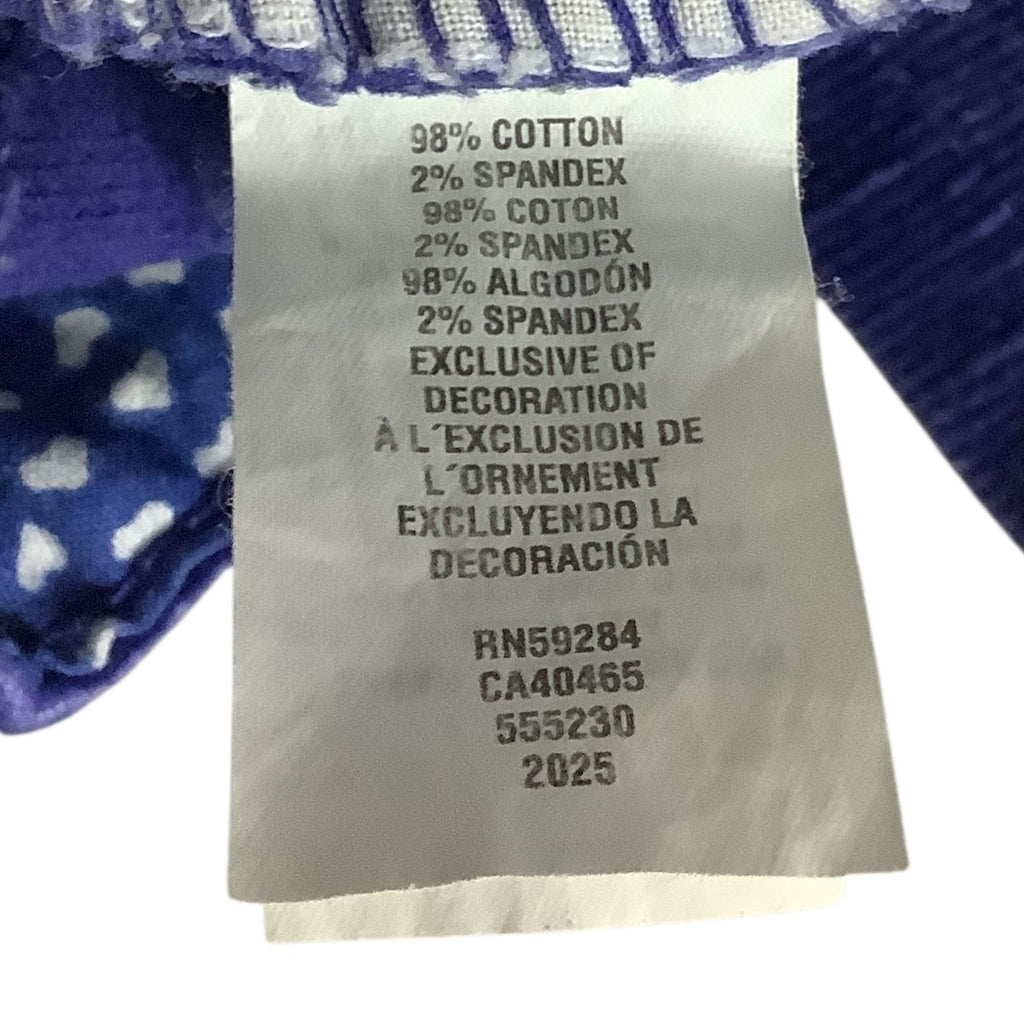 98% COTTON
2% SPANDEX
98% COTON
2% SPANDEX
98% ALGODÓN
2% SPANDEX
EXCLUSIVE OF
DECORATION
À L´EXCLUSION DE
L´ORNEMENT
EXCLUYENDO LA
DECORACIÓN
RN59284
CA40465
555230
2025